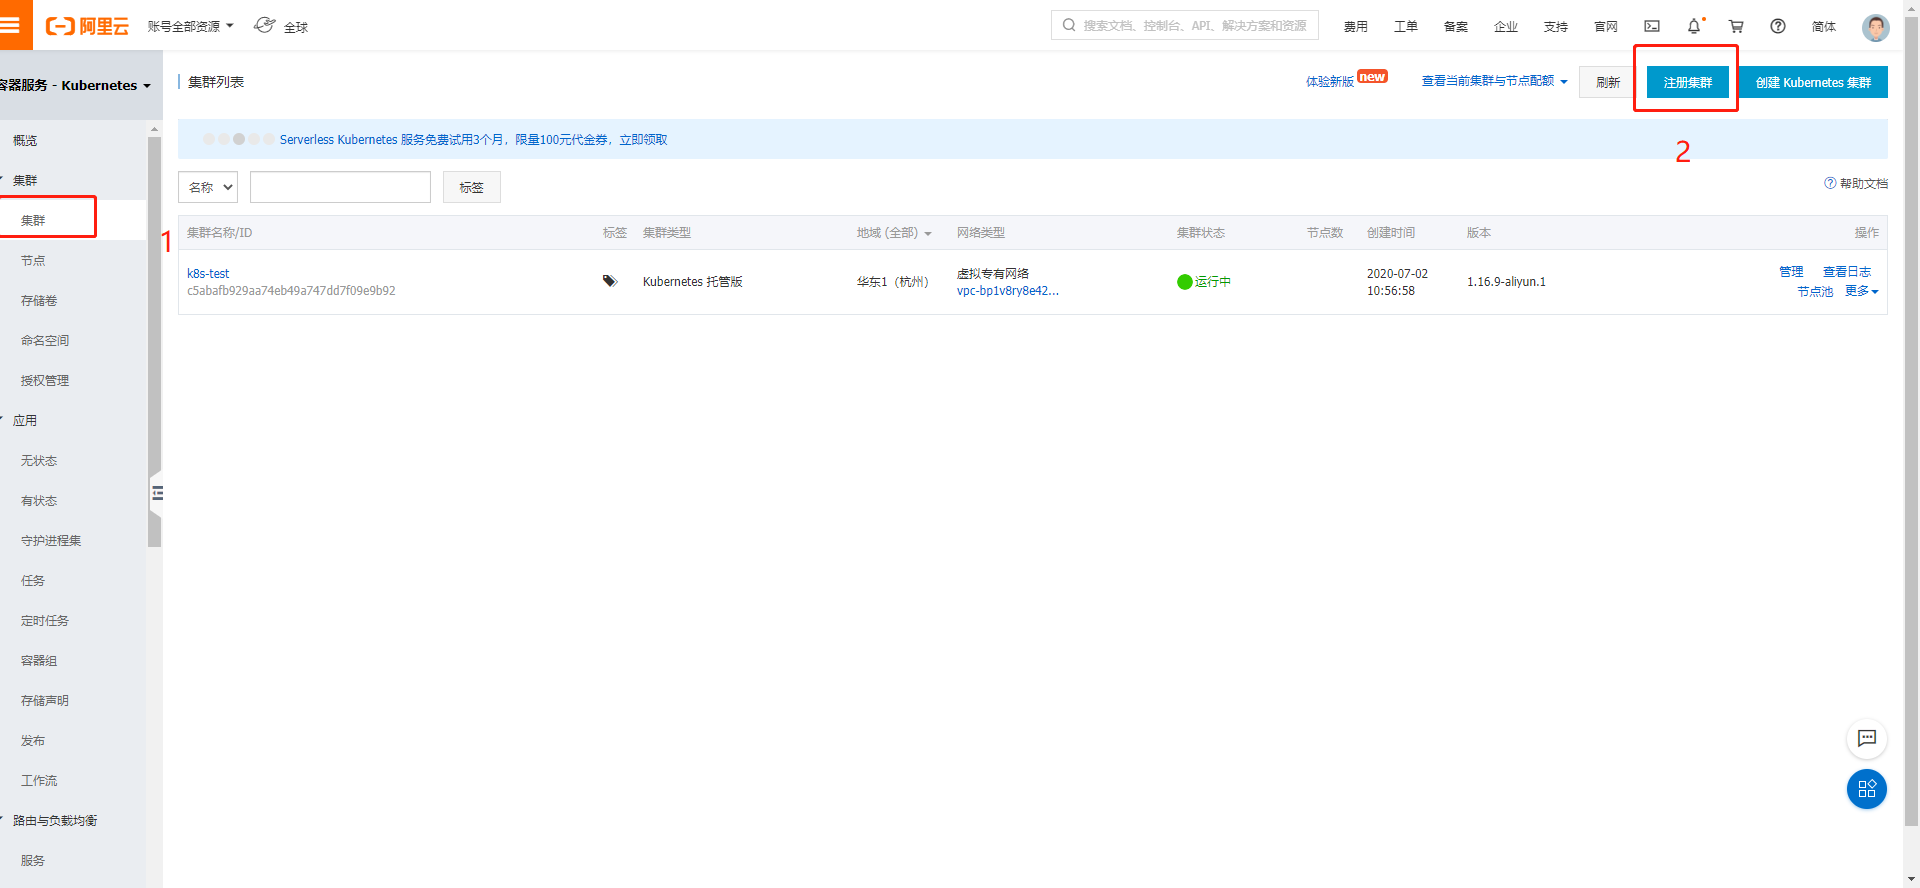 阿里云 账号全部资源 全球 搜索文档、控制台、API、解决方案和资源 费用 工单 备案 企业 支持 官网 简体
容器服务 - Kubernetes
集群列表 体验新版 new 查看当前集群与节点配额 刷新 注册集群 创建 Kubernetes 集群
2
概览
集群
集群
1
节点
存储卷
命名空间
授权管理
应用
无状态
有状态
守护进程集
任务
定时任务
容器组
存储声明
发布
工作流
路由与负载均衡
服务
Serverless Kubernetes 服务免费试用3个月，限量100元代金券，立即领取
名称 标签 帮助文档
集群名称/ID 标签 集群类型 地域 (全部) 网络类型 集群状态 节点数 创建时间 版本 操作
k8s-test
c5abafb929aa74eb49a747dd7f09e9b92
Kubernetes 托管版
华东1（杭州）
虚拟专有网络
vpc-bp1v8ry8e42...
运行中
2020-07-02
10:56:58
1.16.9-aliyun.1
管理 查看日志
节点池 更多